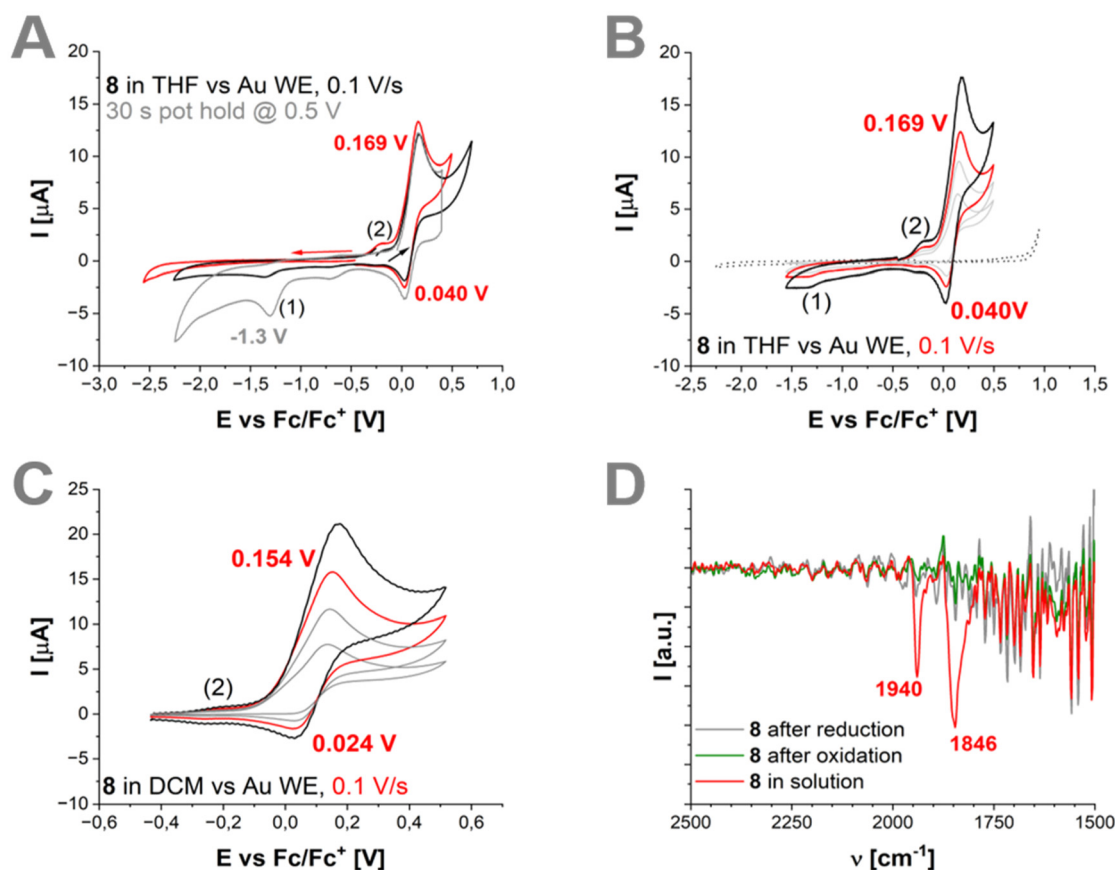 A
8 in THF vs Au WE, 0.1 V/s
30 s pot hold @ 0.5 V
0.169 V
(2)
(1)
-1.3 V
0.040 V
I [µA]
20
15
10
5
0
−5
−10
−3,0 −2,5 −2,0 −1,5 −1,0 −0,5 0,0 0,5 1,0
E vs Fc/Fc⁺ [V]
B
0.169 V
(2)
(1)
0.040V
8 in THF vs Au WE, 0.1 V/s
I [µA]
20
15
10
5
0
−5
-10
-2,5 -2,0 -1,5 -1,0 -0,5 0,0 0,5 1,0 1,5
E vs Fc/Fc⁺ [V]
C
0.154 V
(2)
0.024 V
8 in DCM vs Au WE, 0.1 V/s
I [µA]
25
20
15
10
5
0
−5
−10
−0,6 −0,4 −0,2 0,0 0,2 0,4 0,6
E vs Fc/Fc⁺ [V]
D
1940
1846
8 after reduction
8 after oxidation
8 in solution
I [a.u.]
2500 2000 1750 1500
ν [cm⁻¹]